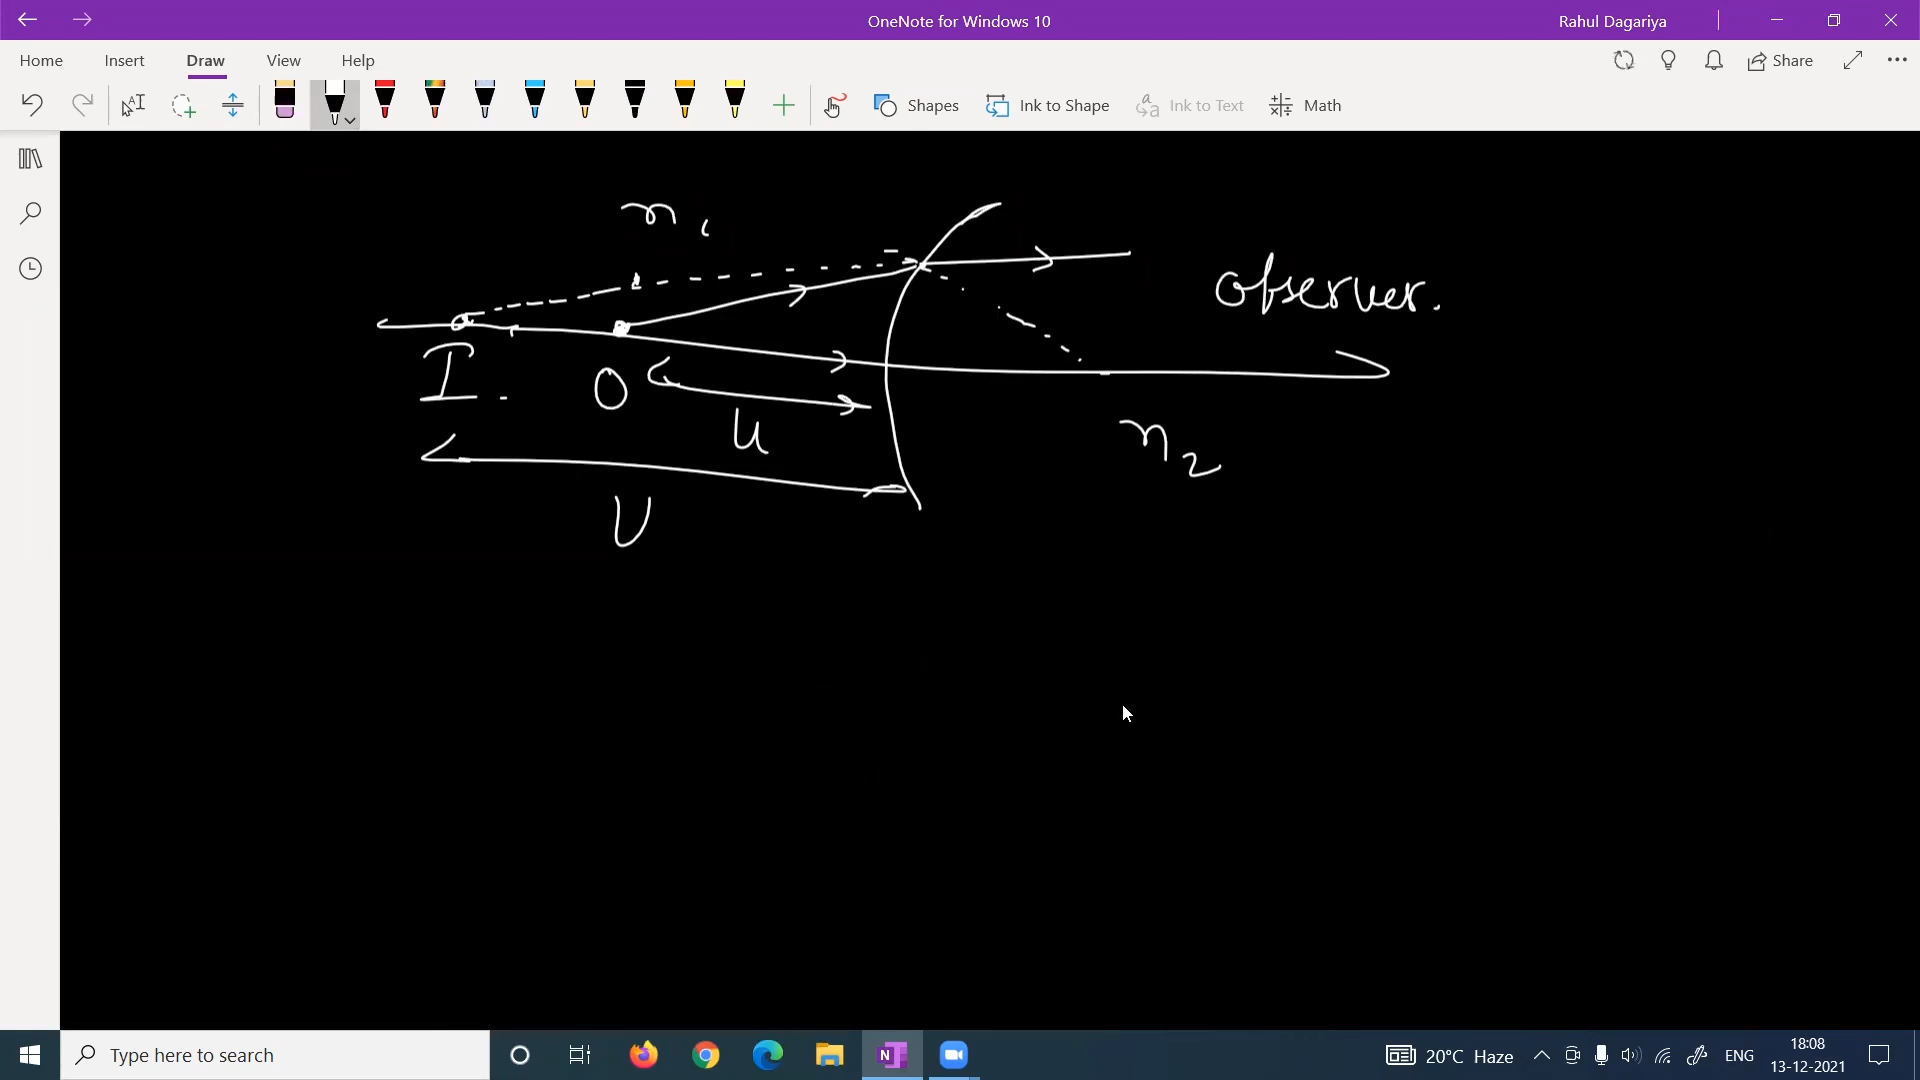 OneNote for Windows 10
Rahul Dagariya
Home Insert Draw View Help
Share
Shapes Ink to Shape Ink to Text Math
n₁
observer.
I. O
u
n₂
v
Type here to search
20°C Haze
ENG
18:08
13-12-2021